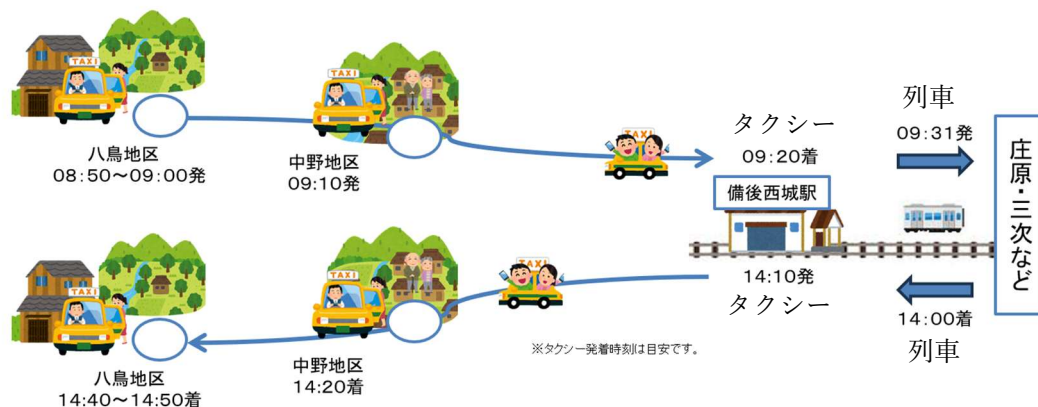 TAXI
八鳥地区
08:50～09:00発
TAXI
中野地区
09:10発
TAXI
タクシー
09:20着
列車
09:31発
備後西城駅
庄原・三次など
TAXI
八鳥地区
14:40～14:50着
TAXI
中野地区
14:20着
TAXI
※タクシー発着時刻は目安です。
14:10発
タクシー
14:00着
列車